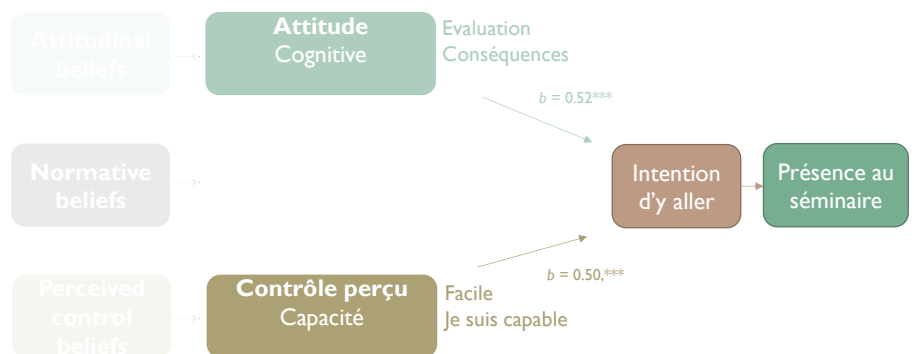 Attitudinal
beliefs
Attitude
Cognitive
Evaluation
Conséquences
b = 0.52***
Normative
beliefs
Intention
d'y aller
Présence au
séminaire
b = 0.50,***
Perceived
control
beliefs
Contrôle perçu
Capacité
Facile
Je suis capable